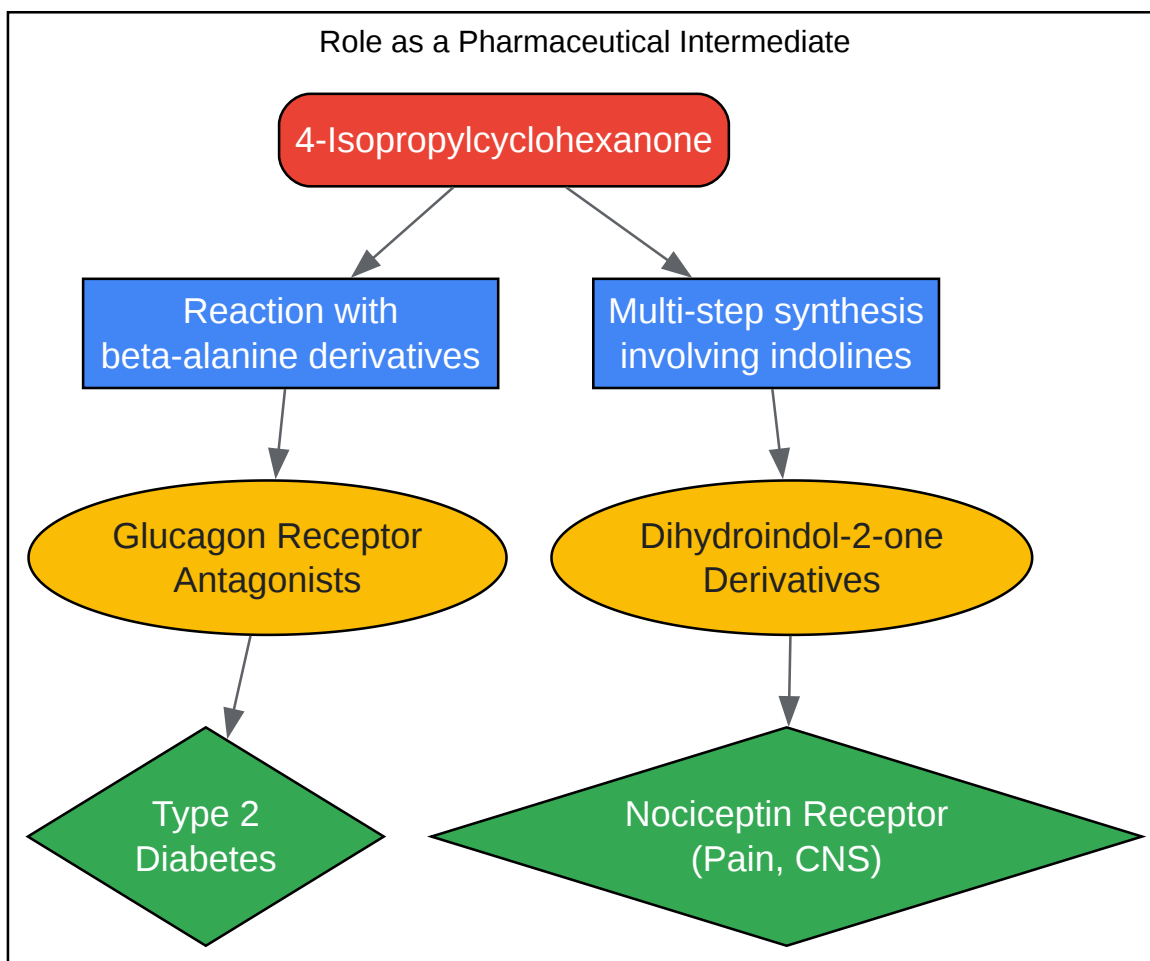 Role as a Pharmaceutical Intermediate
4-Isopropylcyclohexanone
Reaction with
beta-alanine derivatives
Multi-step synthesis
involving indolines
Glucagon Receptor
Antagonists
Dihydroindol-2-one
Derivatives
Type 2
Diabetes
Nociceptin Receptor
(Pain, CNS)